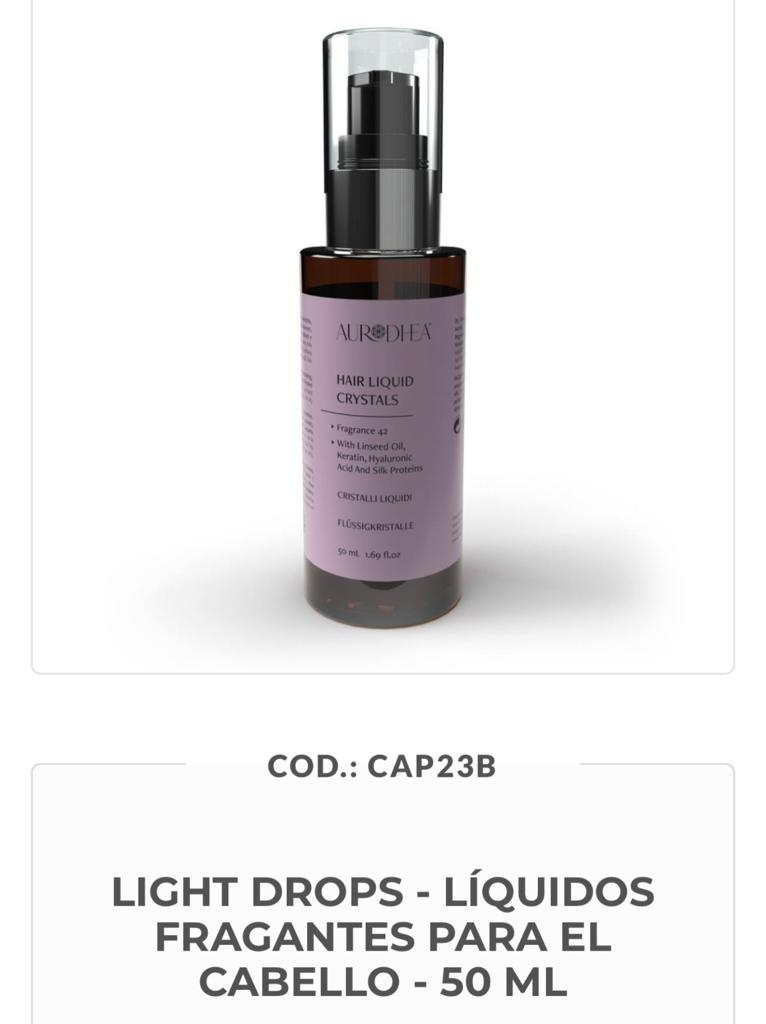 AURODHEA
HAIR LIQUID
CRYSTALS
‣ Fragrance 42
‣ With Linseed Oil,
Keratin, Hyaluronic
Acid And Silk Proteins
CRISTALLI LIQUIDI
FLÜSSIGKRISTALLE
50 ml 1.69 fl.oz
COD.: CAP23B
LIGHT DROPS - LÍQUIDOS
FRAGANTES PARA EL
CABELLO - 50 ML